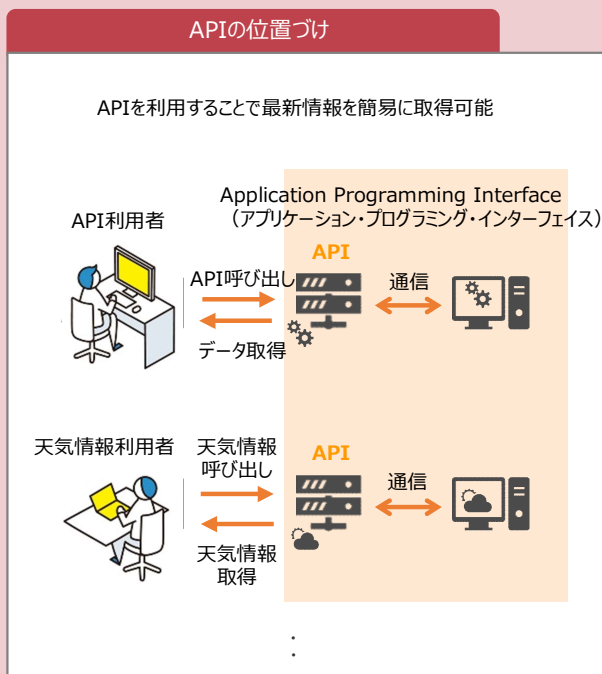 APIの位置づけ
APIを利用することで最新情報を簡易に取得可能
Application Programming Interface
（アプリケーション・プログラミング・インターフェイス）
API利用者
API
API呼び出し
通信
データ取得
天気情報利用者
天気情報
呼び出し
API
通信
天気情報
取得
：